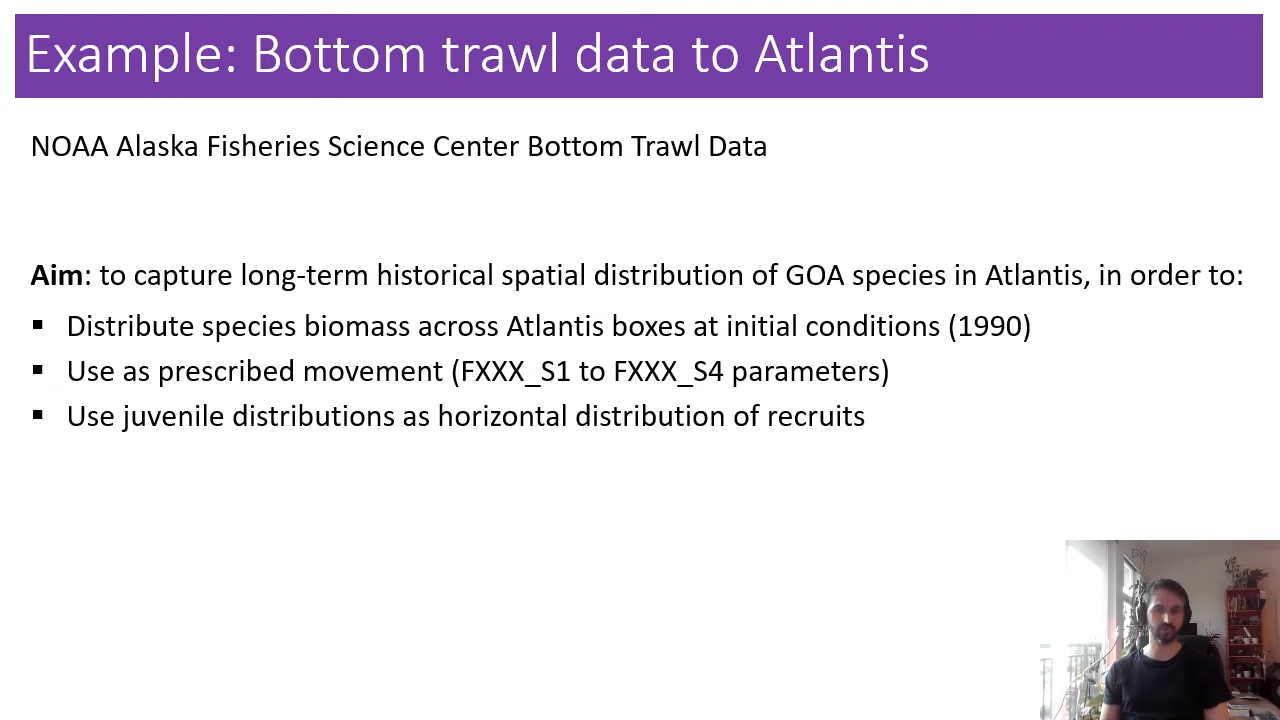 Example: Bottom trawl data to Atlantis
NOAA Alaska Fisheries Science Center Bottom Trawl Data
Aim: to capture long-term historical spatial distribution of GOA species in Atlantis, in order to:
▪ Distribute species biomass across Atlantis boxes at initial conditions (1990)
▪ Use as prescribed movement (FXXX_S1 to FXXX_S4 parameters)
▪ Use juvenile distributions as horizontal distribution of recruits